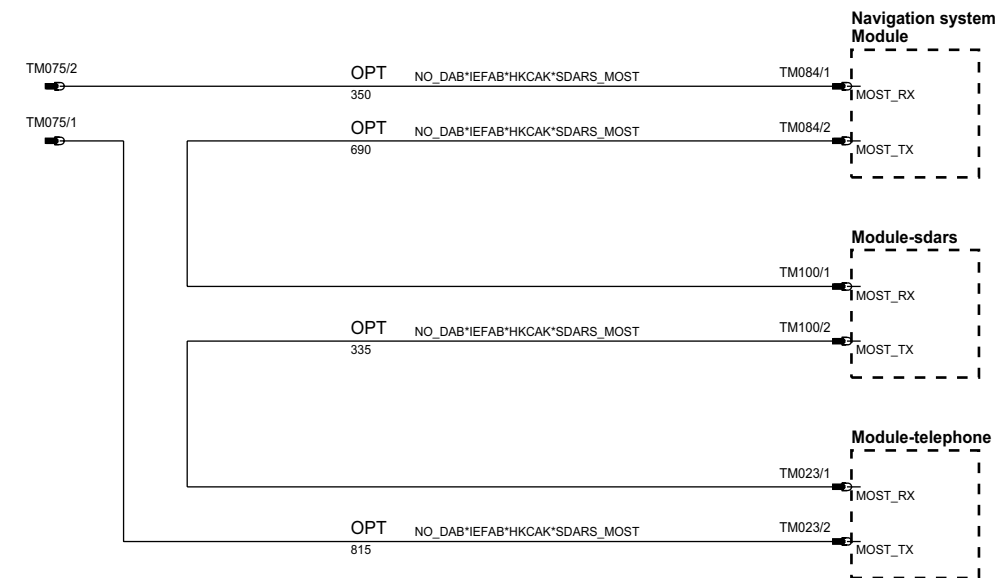 Navigation system
Module
TM075/2
OPT
NO_DAB*IEFAB*HKCAK*SDARS_MOST
TM084/1
350
MOST_RX
TM075/1
OPT
NO_DAB*IEFAB*HKCAK*SDARS_MOST
TM084/2
690
MOST_TX
Module-sdars
TM100/1
MOST_RX
OPT
NO_DAB*IEFAB*HKCAK*SDARS_MOST
TM100/2
335
MOST_TX
Module-telephone
TM023/1
MOST_RX
OPT
NO_DAB*IEFAB*HKCAK*SDARS_MOST
TM023/2
815
MOST_TX